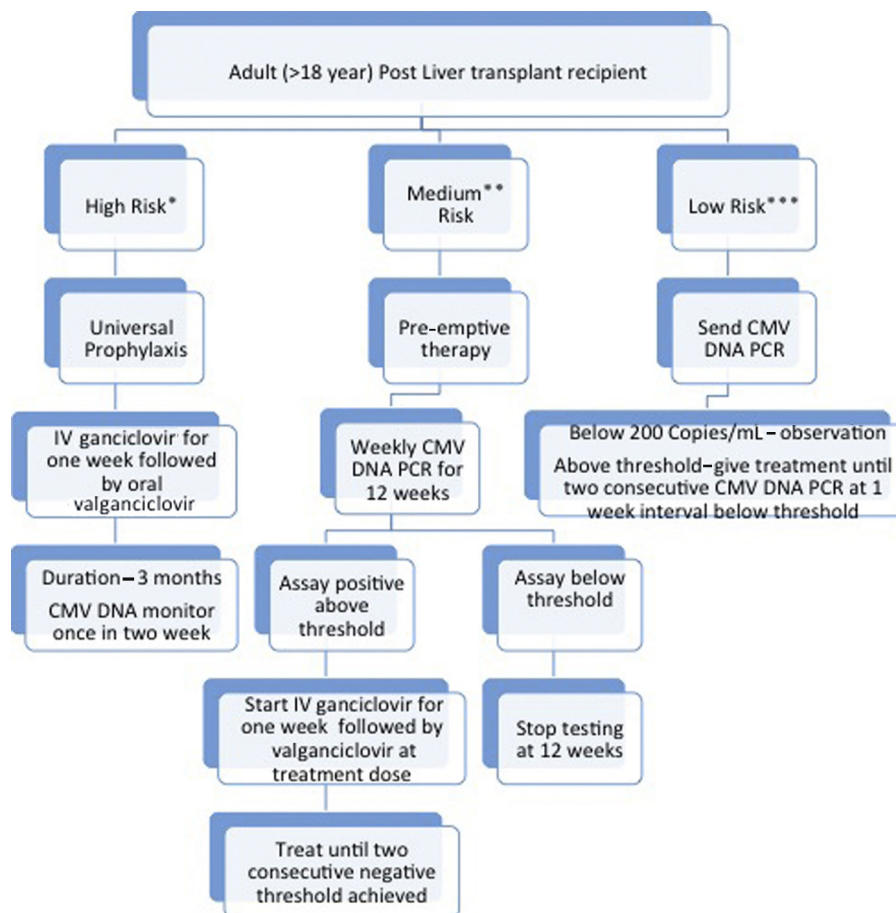 Adult (>18 year) Post Liver transplant recipient
High Risk*
Medium**
Risk
Low Risk***
Universal
Prophylaxis
Pre-emptive
therapy
Send CMV
DNA PCR
IV ganciclovir for
one week followed
by oral
valganciclovir
Weekly CMV
DNA PCR for
12 weeks
Below 200 Copies/mL – observation
Above threshold–give treatment until
two consecutive CMV DNA PCR at 1
week interval below threshold
Duration – 3 months
CMV DNA monitor
once in two week
Assay positive
above
threshold
Assay below
threshold
Start IV ganciclovir for
one week followed by
valganciclovir at
treatment dose
Stop testing
at 12 weeks
Treat until two
consecutive negative
threshold achieved